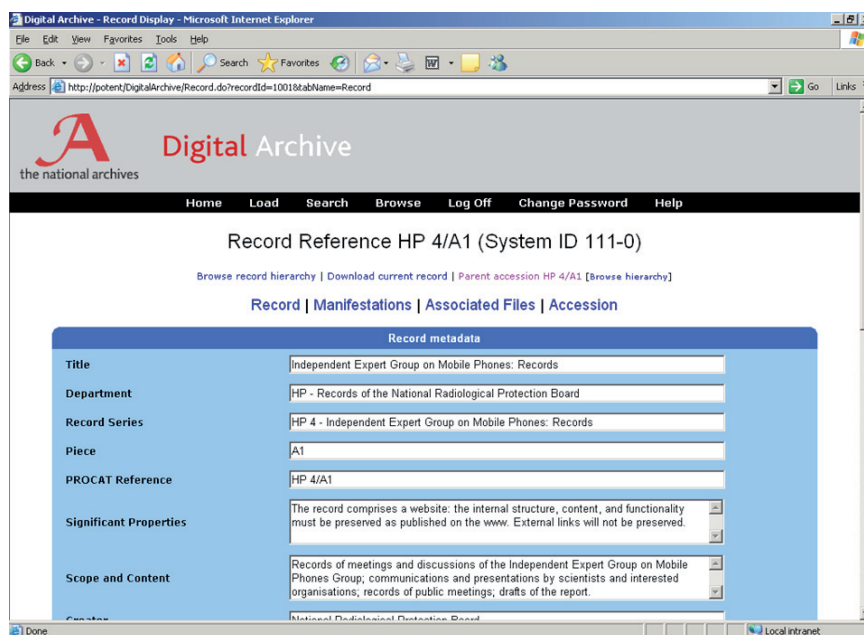 Digital Archive - Record Display - Microsoft Internet Explorer
File Edit View Favorites Tools Help
Back Search Favorites
Address http://potent/DigitalArchive/Record.do?recordId=1001&tabName=Record Go Links
the national archives
Digital Archive
Home Load Search Browse Log Off Change Password Help
Record Reference HP 4/A1 (System ID 111-0)
Browse record hierarchy | Download current record | Parent accession HP 4/A1 [Browse hierarchy]
Record | Manifestations | Associated Files | Accession
Record metadata
Title Independent Expert Group on Mobile Phones: Records
Department HP - Records of the National Radiological Protection Board
Record Series HP 4 - Independent Expert Group on Mobile Phones: Records
Piece A1
PROCAT Reference HP 4/A1
Significant Properties The record comprises a website: the internal structure, content, and functionality
must be preserved as published on the www. External links will not be preserved.
Scope and Content Records of meetings and discussions of the Independent Expert Group on Mobile
Phones Group; communications and presentations by scientists and interested
organisations; records of public meetings; drafts of the report.
Creator National Radiological Protection Board
Done Local intranet